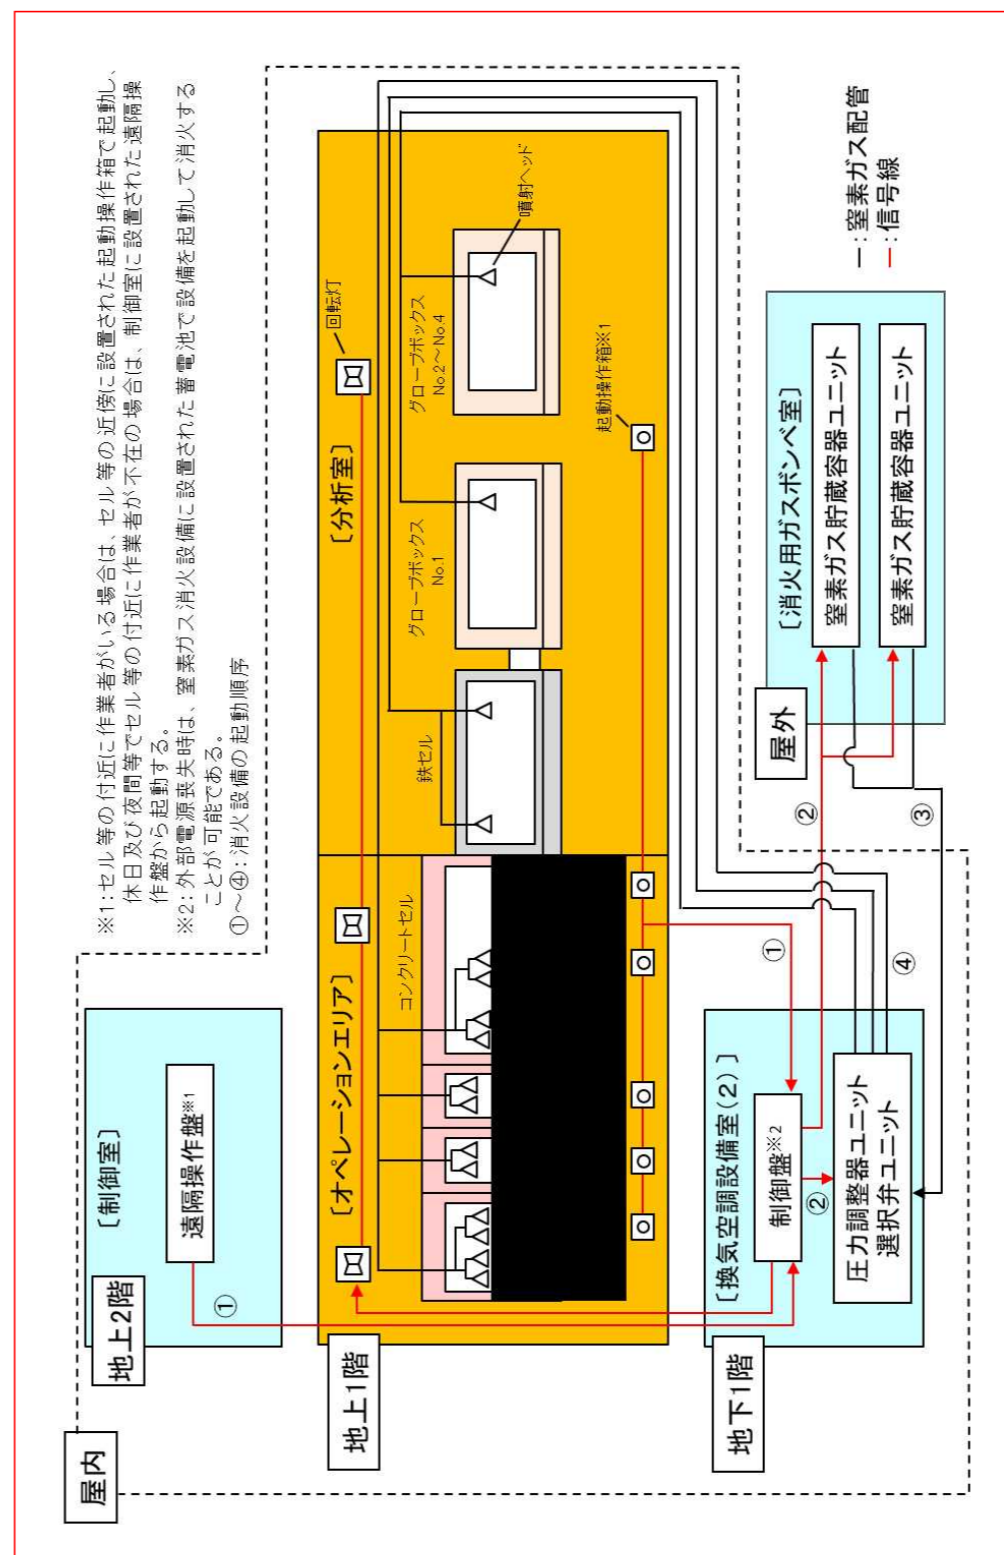 ※1:セル等の付近に作業者がいる場合は、セル等の近傍に設置された起動操作箱で起動し、
休日及び夜間等でセル等の付近に作業者が不在の場合は、制御室に設置された遠隔操
作盤から起動する。
※2:外部電源喪失時は、窒素ガス消火設備に設置された蓄電池で設備を起動して消火する
ことが可能である。
①～④:消火設備の起動順序
屋内
地上2階
［制御室］
遠隔操作盤※1
①
地上1階
［オペレーションエリア］
コンクリートセル
［分析室］
回転灯
鉄セル
グローブボックス
No.1
グローブボックス
No.2～No.4
噴射ヘッド
起動操作箱※1
地下1階
［換気空調設備室(2)］
制御盤※2
①
②
②
圧力調整器ユニット
選択弁ユニット
④
③
屋外
［消火用ガスボンベ室］
窒素ガス貯蔵容器ユニット
窒素ガス貯蔵容器ユニット
―:窒素ガス配管
―:信号線